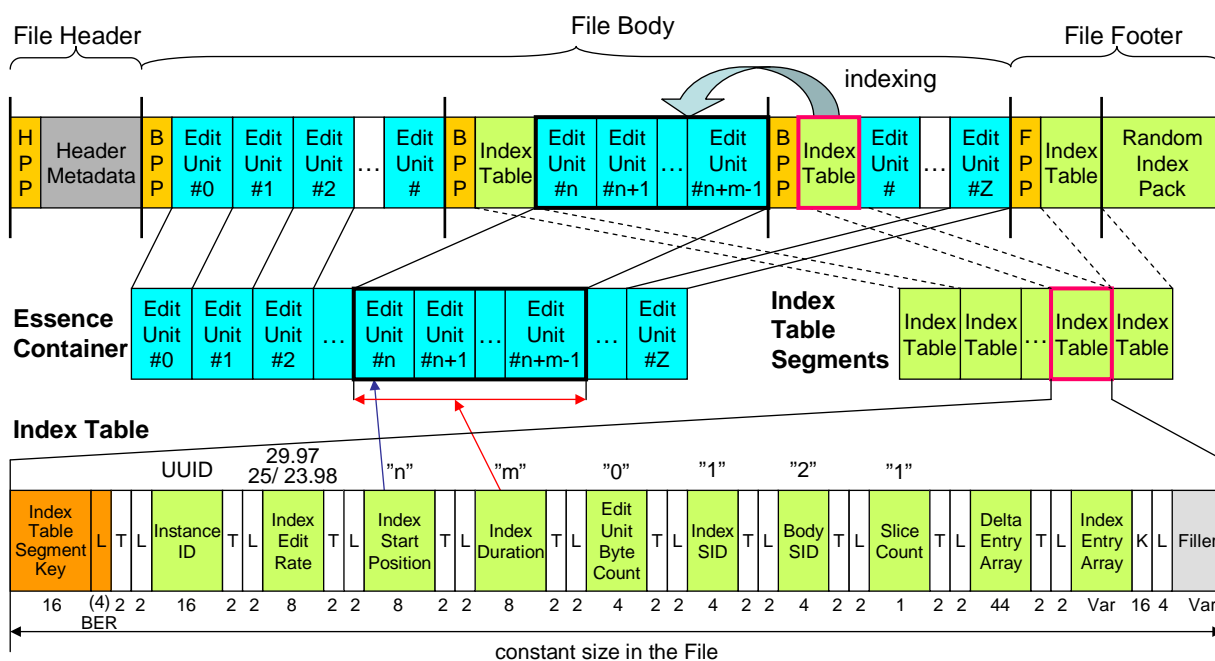 File Header
File Body
File Footer
indexing
H
P
P
Header
Metadata
B
P
P
Edit
Unit
#0
Edit
Unit
#1
Edit
Unit
#2
...
Edit
Unit
#
B
P
P
Index
Table
Edit
Unit
#n
Edit
Unit
#n+1
...
Edit
Unit
#n+m-1
B
P
P
Index
Table
Edit
Unit
#
...
Edit
Unit
#Z
F
P
P
Index
Table
Random
Index
Pack
Essence
Container
Edit
Unit
#0
Edit
Unit
#1
Edit
Unit
#2
...
Edit
Unit
#n
Edit
Unit
#n+1
...
Edit
Unit
#n+m-1
...
Edit
Unit
#Z
Index
Table
Segments
Index
Table
Index
Table
...
Index
Table
Index
Table
Index Table
UUID
29.97
25/ 23.98
"n"
"m"
"0"
"1"
"2"
"1"
Index
Table
Segment
Key
L
T
L
Instance
ID
T
L
Index
Edit
Rate
T
L
Index
Start
Position
T
L
Index
Duration
T
L
Edit
Unit
Byte
Count
T
L
Index
SID
T
L
Body
SID
T
L
Slice
Count
T
L
Delta
Entry
Array
T
L
Index
Entry
Array
K
L
Filler
16 (4) 2 2 16 2 2 8 2 2 8 2 2 8 2 2 4 2 2 4 2 2 4 2 2 1 2 2 44 2 2 Var 16 4 Var
BER
constant size in the File